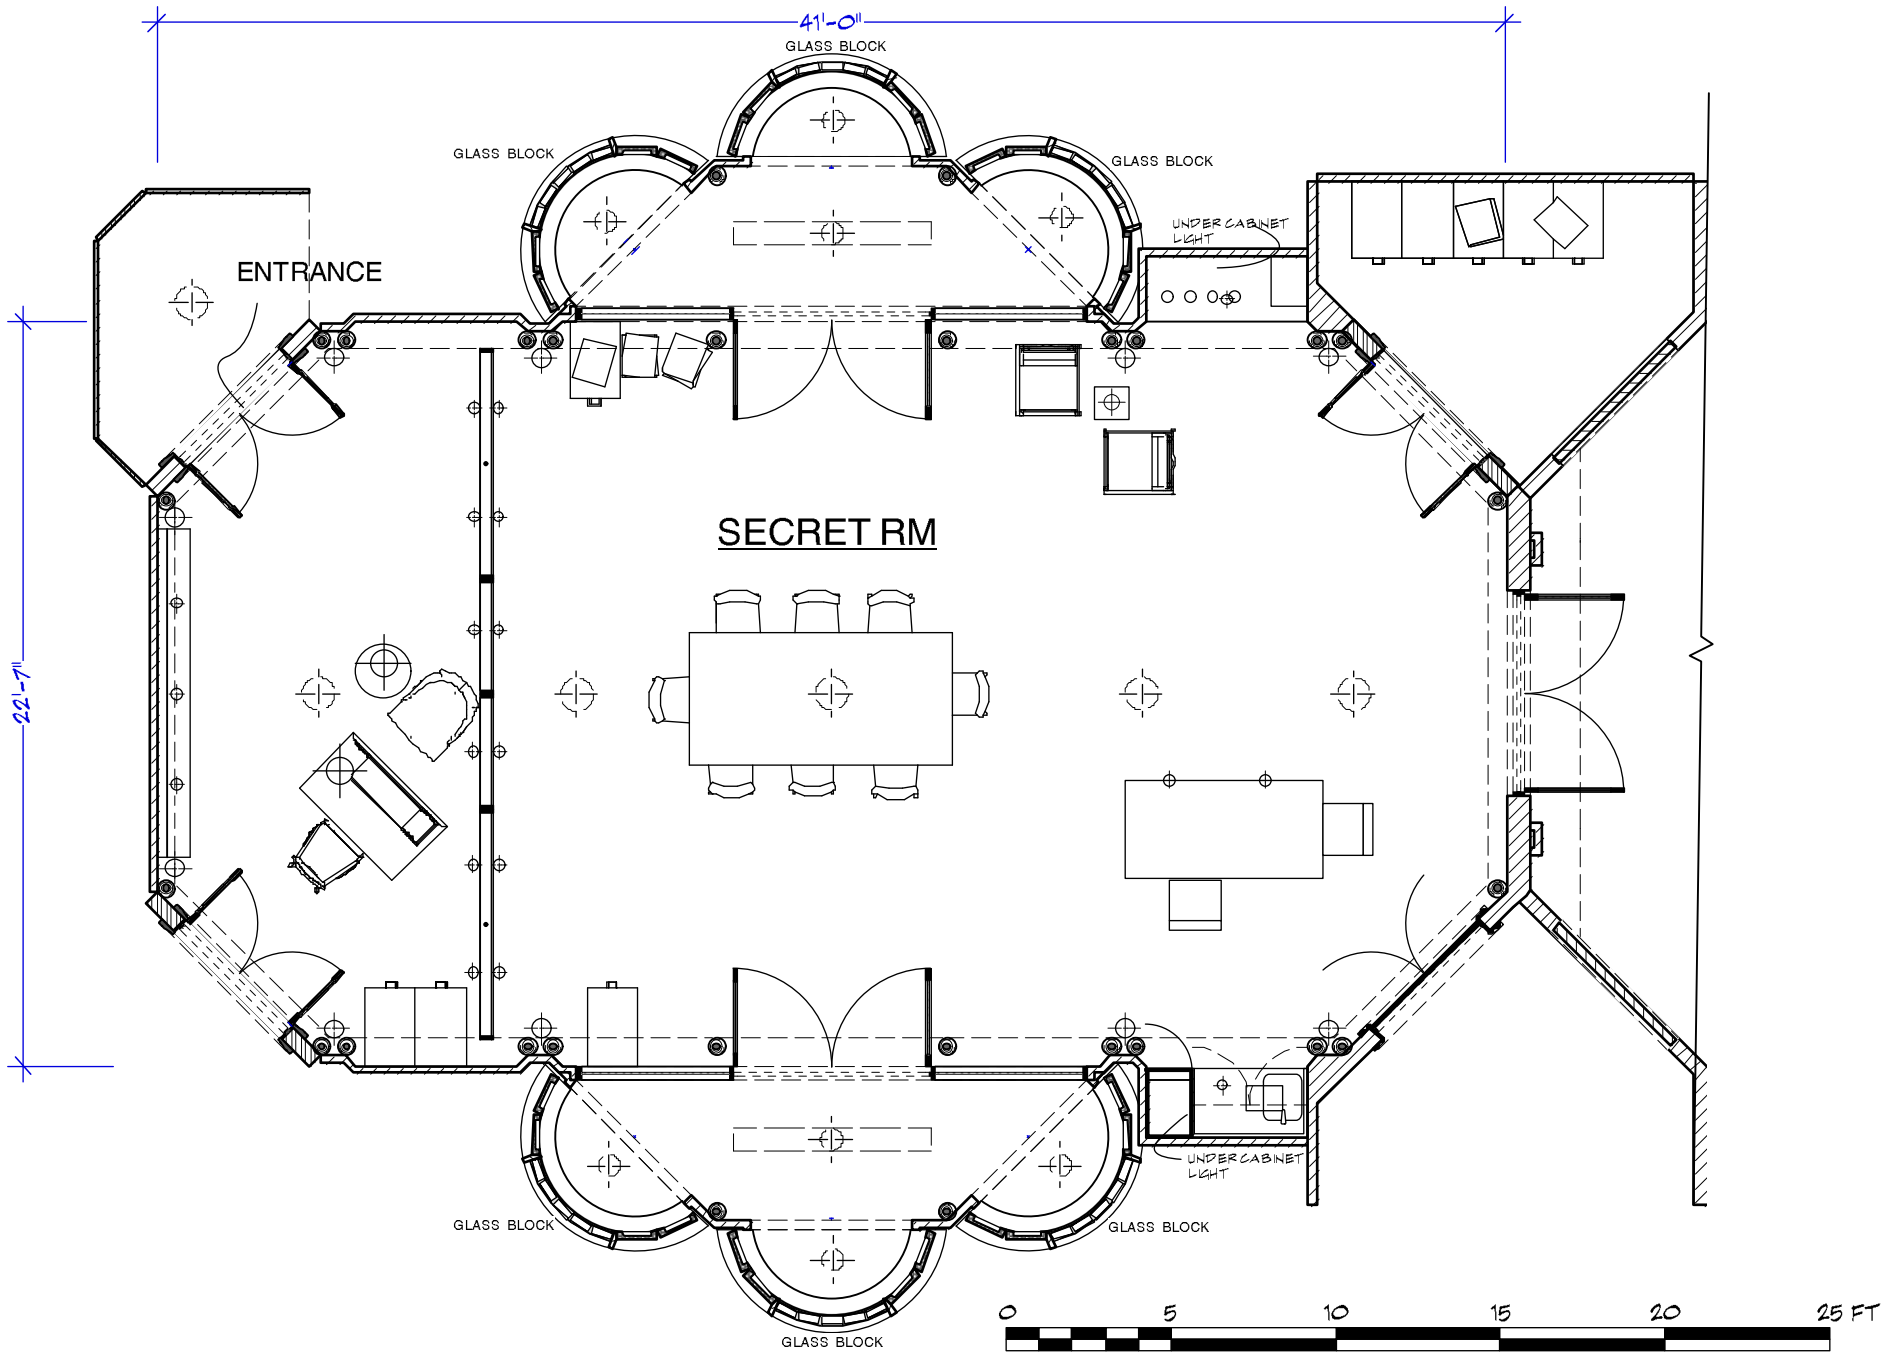 41'-0"
GLASS BLOCK
GLASS BLOCK
GLASS BLOCK
UNDER CABINET
LIGHT
ENTRANCE
SECRET RM
22'-7"
UNDER CABINET
LIGHT
GLASS BLOCK
GLASS BLOCK
GLASS BLOCK
0 5 10 15 20 25 FT